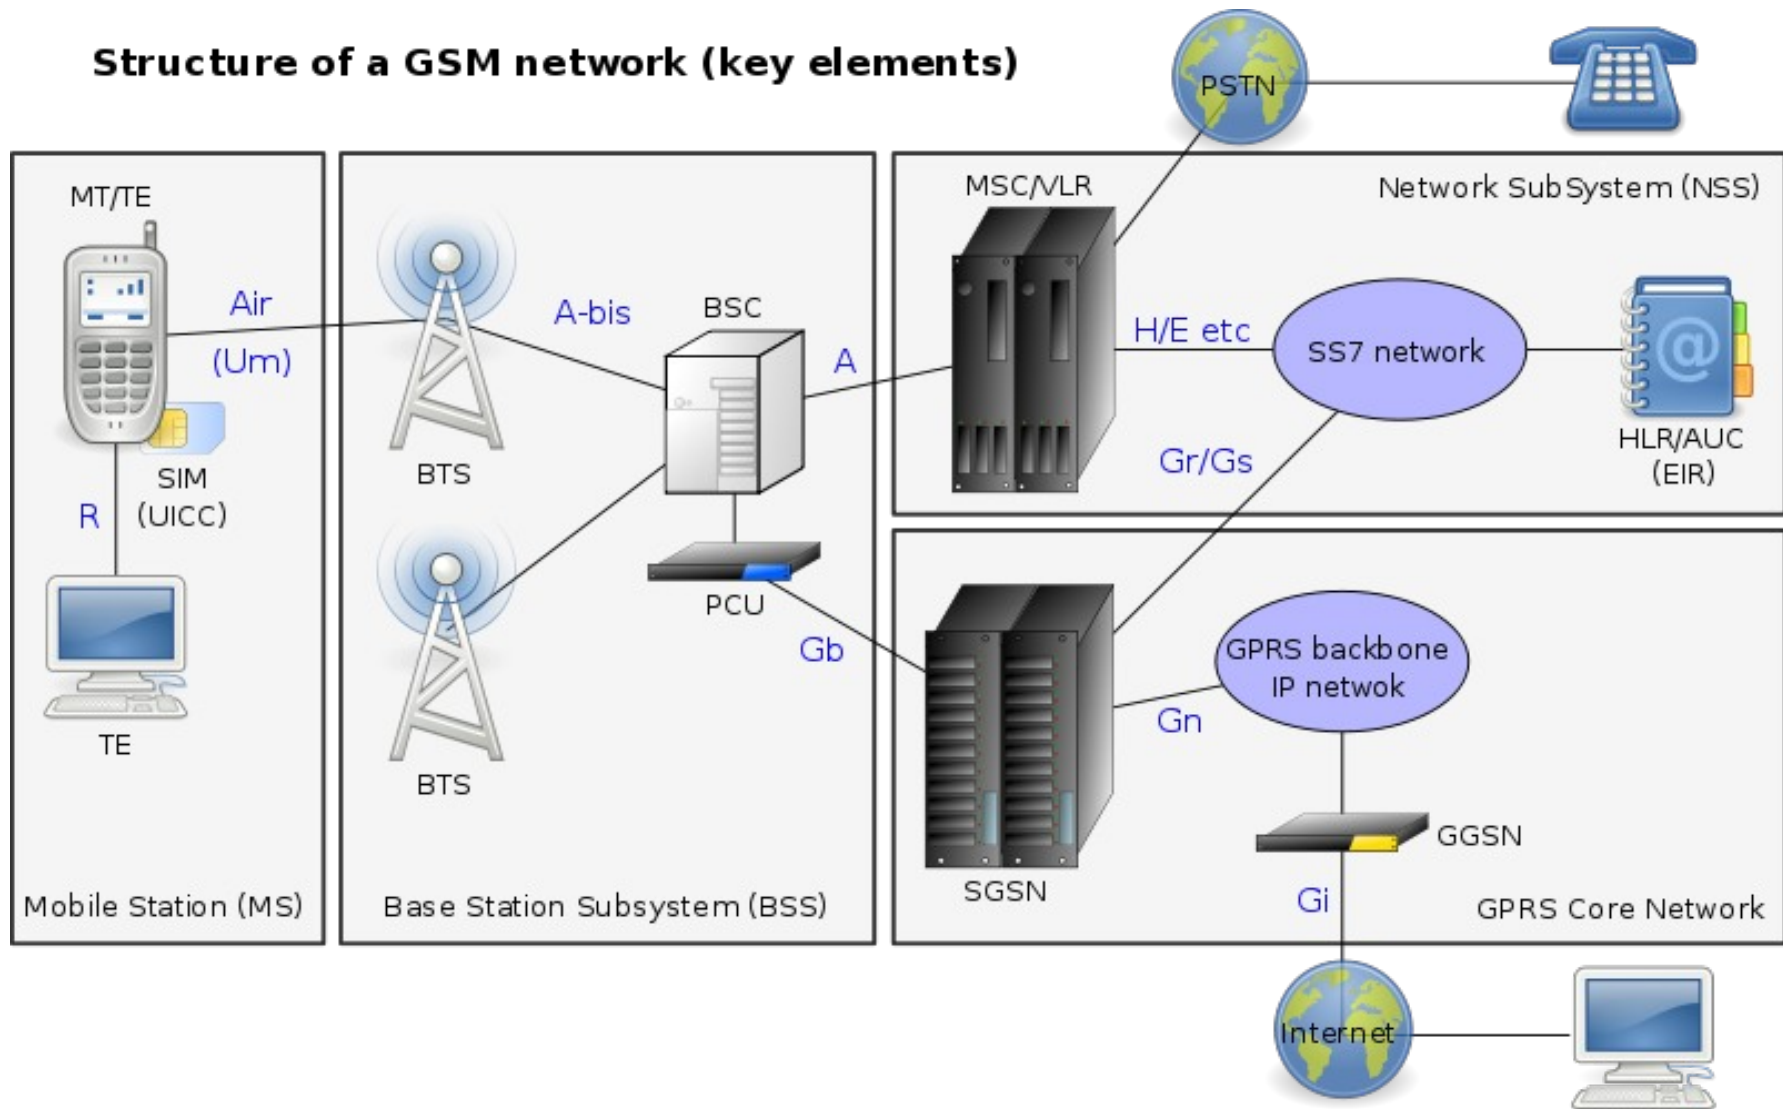 Structure of a GSM network (key elements)
PSTN
MT/TE
Air
(Um)
SIM
(UICC)
R
TE
Mobile Station (MS)
A-bis
BSC
BTS
A
PCU
Gb
BTS
Base Station Subsystem (BSS)
MSC/VLR
Network SubSystem (NSS)
H/E etc
SS7 network
HLR/AUC
(EIR)
Gr/Gs
GPRS backbone
IP netwok
Gn
GGSN
SGSN
Gi
GPRS Core Network
Internet